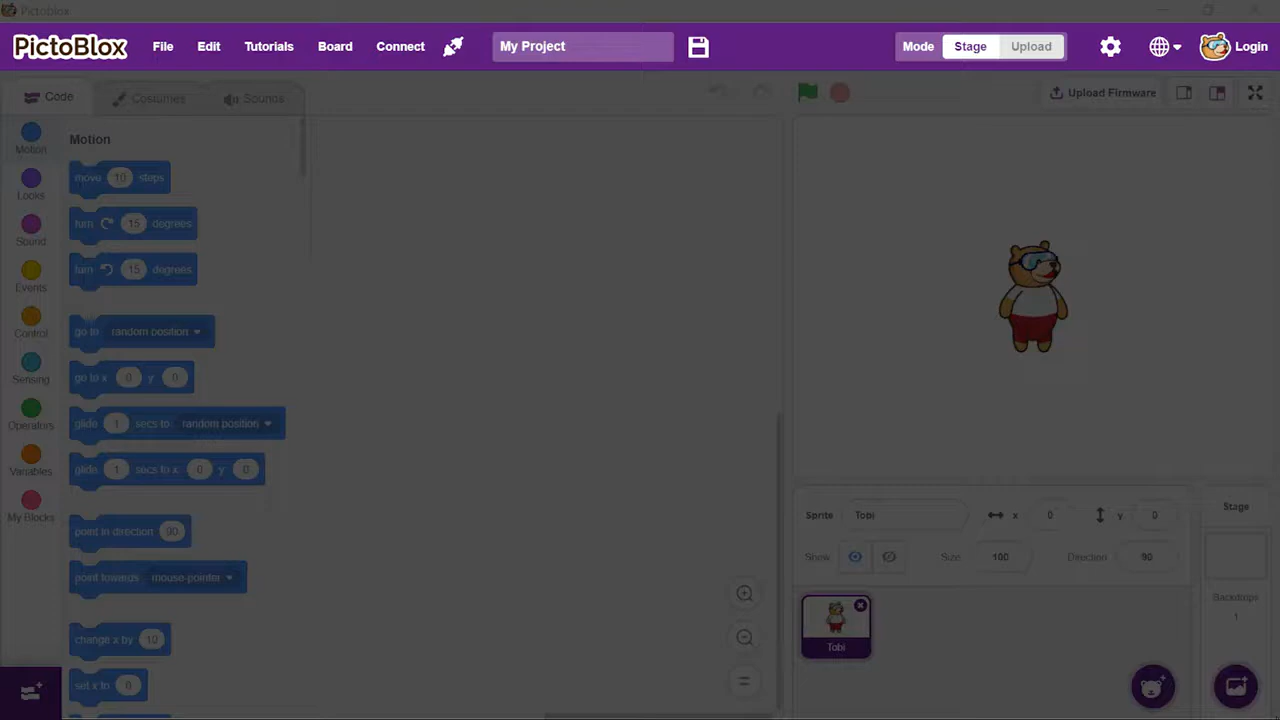 Pictoblox
PictoBlox File Edit Tutorials Board Connect My Project Mode Stage Upload Login
Code Costumes Sounds Upload Firmware
Motion
Looks
Sound
Events
Control
Sensing
Operators
Variables
My Blocks
Motion
move 10 steps
turn 15 degrees
turn 15 degrees
go to random position
go to x 0 y 0
glide 1 secs to random position
glide 1 secs to x 0 y 0
point in direction 90
point towards mouse-pointer
change x by 10
set x to 0
Sprite Tobi x 0 y 0
Show Size 100 Direction 90
Tobi
Stage
Backdrops
1